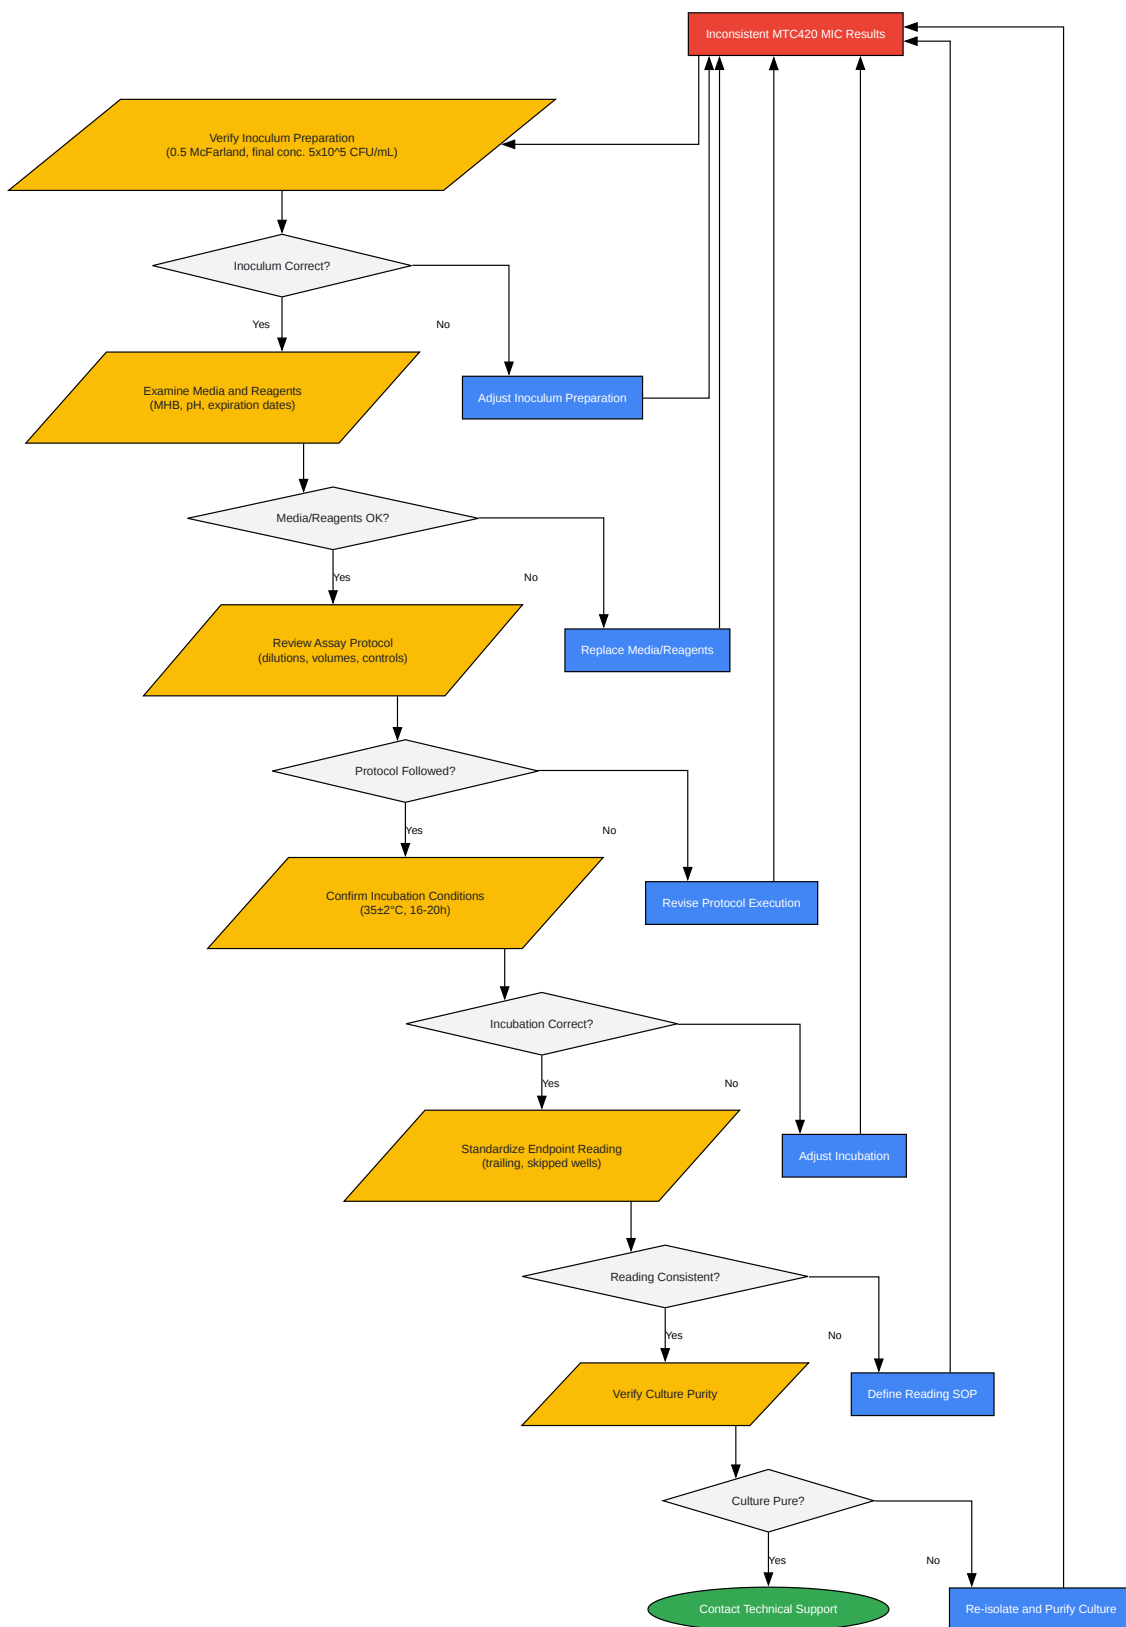 Inconsistent MTC420 MIC Results
Verify Inoculum Preparation
(0.5 McFarland, final conc. 5x10^5 CFU/mL)
Inoculum Correct?
Yes
No
Examine Media and Reagents
(MHB, pH, expiration dates)
Adjust Inoculum Preparation
Media/Reagents OK?
Yes
No
Review Assay Protocol
(dilutions, volumes, controls)
Replace Media/Reagents
Protocol Followed?
Yes
No
Confirm Incubation Conditions
(35±2°C, 16-20h)
Revise Protocol Execution
Incubation Correct?
Yes
No
Standardize Endpoint Reading
(trailing, skipped wells)
Adjust Incubation
Reading Consistent?
Yes
No
Verify Culture Purity
Define Reading SOP
Culture Pure?
Yes
No
Contact Technical Support
Re-isolate and Purify Culture